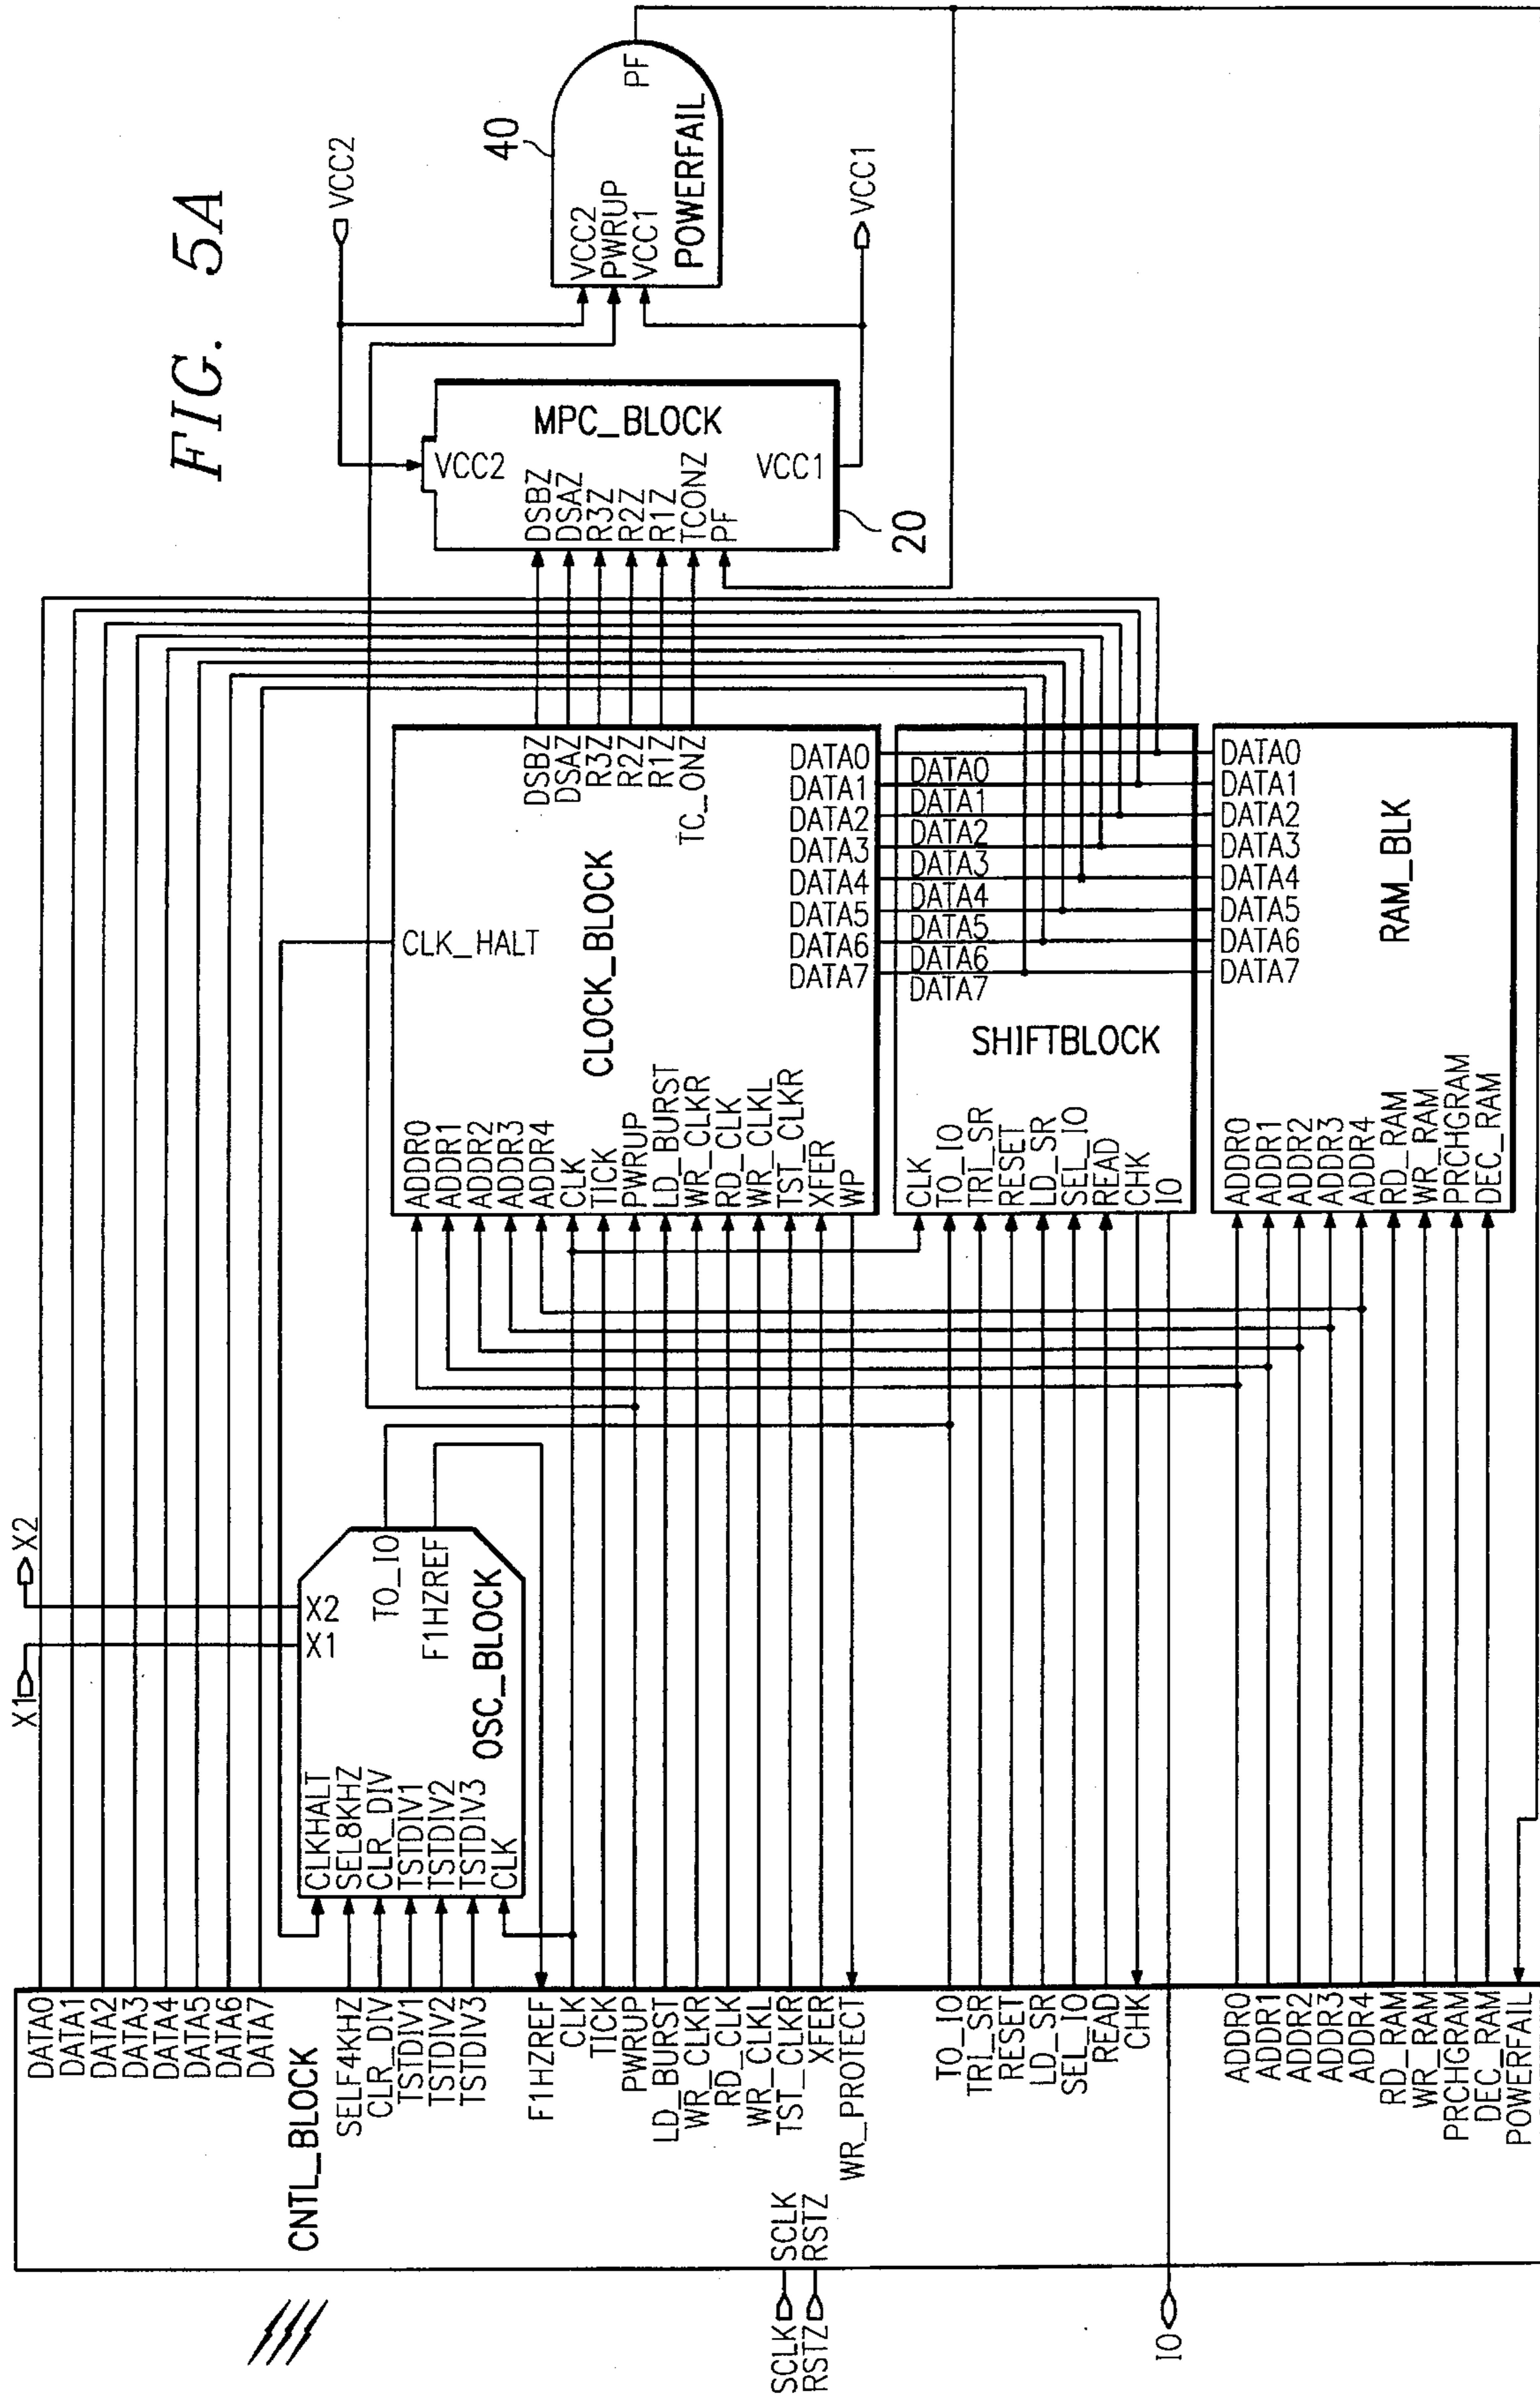 FIG. 5A
X1
X2
DATA0
DATA1
DATA2
DATA3
DATA4
DATA5
DATA6
DATA7
CNTL_BLOCK
SELF4KHZ
CLR_DIV
TSTDIV1
TSTDIV2
TSTDIV3
F1HZREF
CLK
TICK
PWRUP
LD_BURST
WR_CLKR
RD_CLK
WR_CLKL
TST_CLKR
XFER
WR_PROTECT
TO_IO
TRI_SR
RESET
LD_SR
SEL_IO
READ
CHK
ADDR0
ADDR1
ADDR2
ADDR3
ADDR4
RD_RAM
WR_RAM
PRCHGRAM
DEC_RAM
POWERFAIL
SCLK
RSTZ
SCLK
RSTZ
IO
X1
X2
CLKHALT
SEL8KHZ
CLR_DIV
TSTDIV1
TSTDIV2
TSTDIV3
CLK
TO_IO
F1HZREF
OSC_BLOCK
CLK_HALT
CLOCK_BLOCK
ADDR0
ADDR1
ADDR2
ADDR3
ADDR4
CLK
TICK
PWRUP
LD_BURST
WR_CLKR
RD_CLK
WR_CLKL
TST_CLKR
XFER
WP
DSBZ
DSAZ
R3Z
R2Z
R1Z
TC_ONZ
DATA0
DATA1
DATA2
DATA3
DATA4
DATA5
DATA6
DATA7
DATA0
DATA1
DATA2
DATA3
DATA4
DATA5
DATA6
DATA7
SHIFTBLOCK
CLK
TO_IO
TRI_SR
RESET
LD_SR
SEL_IO
READ
CHK
IO
DATA0
DATA1
DATA2
DATA3
DATA4
DATA5
DATA6
DATA7
RAM_BLK
ADDR0
ADDR1
ADDR2
ADDR3
ADDR4
RD_RAM
WR_RAM
PRCHGRAM
DEC_RAM
VCC2
MPC_BLOCK
DSBZ
DSAZ
R3Z
R2Z
R1Z
TCONZ
PF
VCC1
20
VCC2
VCC1
40
VCC2
PWRUP
VCC1
POWERFAIL
PF